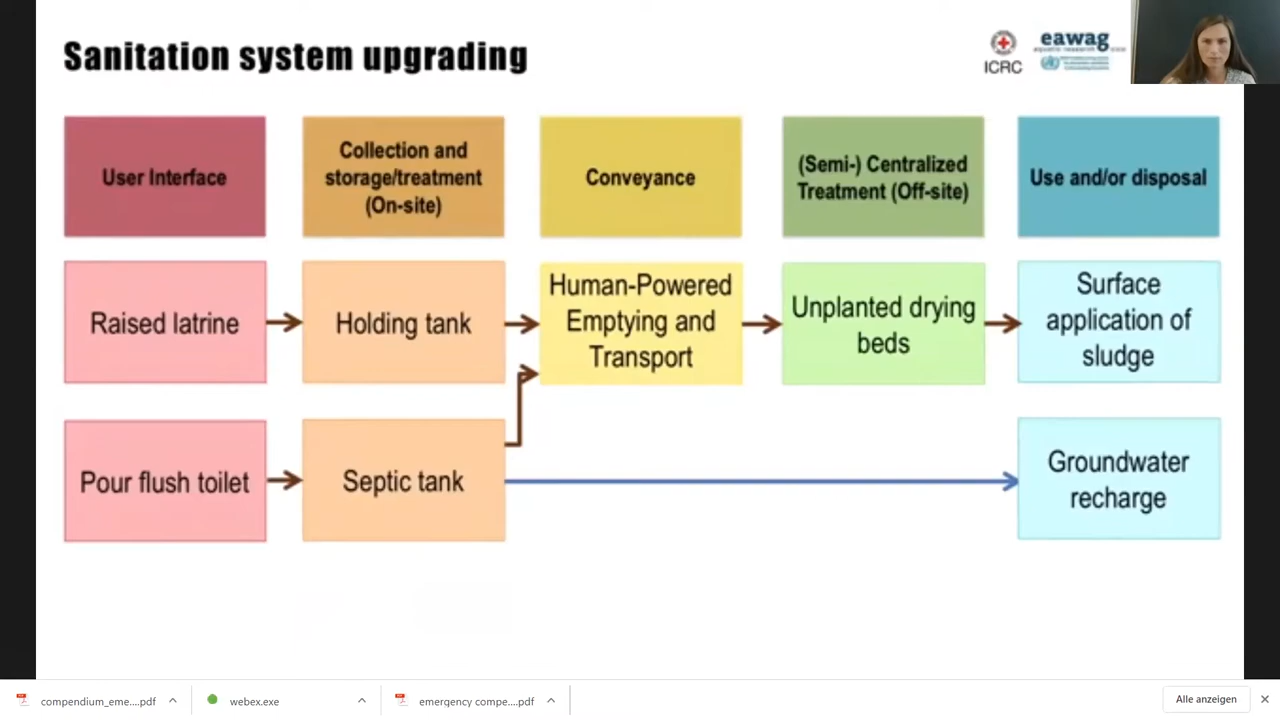 Sanitation system upgrading
ICRC
eawag
User Interface
Collection and
storage/treatment
(On-site)
Conveyance
(Semi-) Centralized
Treatment (Off-site)
Use and/or disposal
Raised latrine
Holding tank
Human-Powered
Emptying and
Transport
Unplanted drying
beds
Surface
application of
sludge
Pour flush toilet
Septic tank
Groundwater
recharge
compendium_eme....pdf
webex.exe
emergency compe....pdf
Alle anzeigen